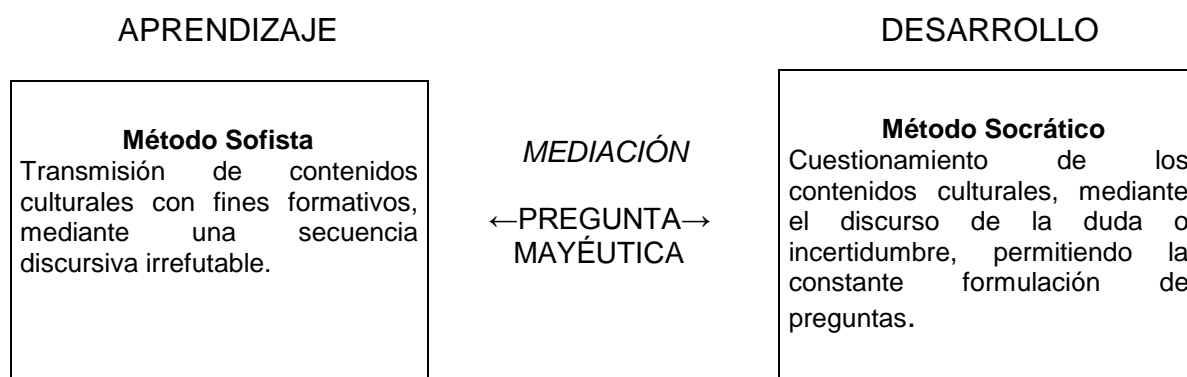 APRENDIZAJE
DESARROLLO
Método Sofista
Transmisión de contenidos
culturales con fines formativos,
mediante una secuencia
discursiva irrefutable.
MEDIACIÓN
←PREGUNTA→
MAYÉUTICA
Método Socrático
Cuestionamiento de los
contenidos culturales, mediante
el discurso de la duda o
incertidumbre, permitiendo la
constante formulación de
preguntas.